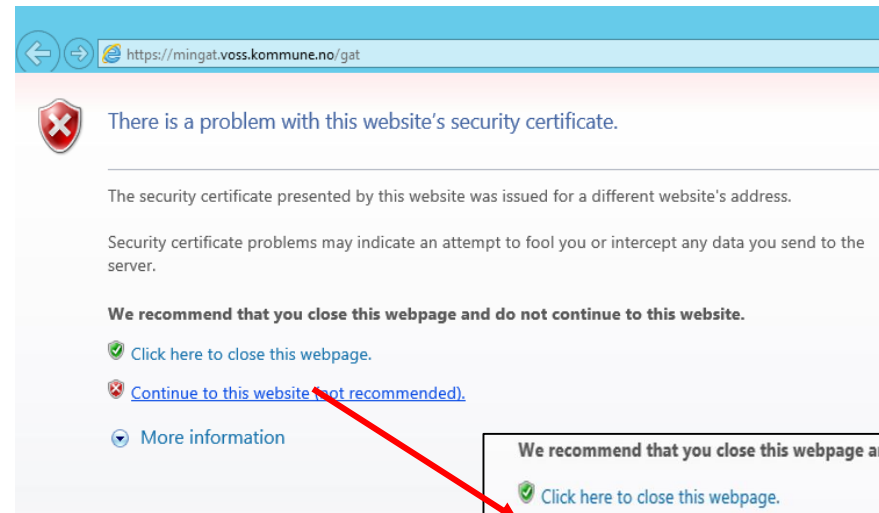 https://mingat.voss.kommune.no/gat
There is a problem with this website's security certificate.
The security certificate presented by this website was issued for a different website's address.
Security certificate problems may indicate an attempt to fool you or intercept any data you send to the
server.
We recommend that you close this webpage and do not continue to this website.
Click here to close this webpage.
Continue to this website (not recommended).
More information
We recommend that you close this webpage
Click here to close this webpage.